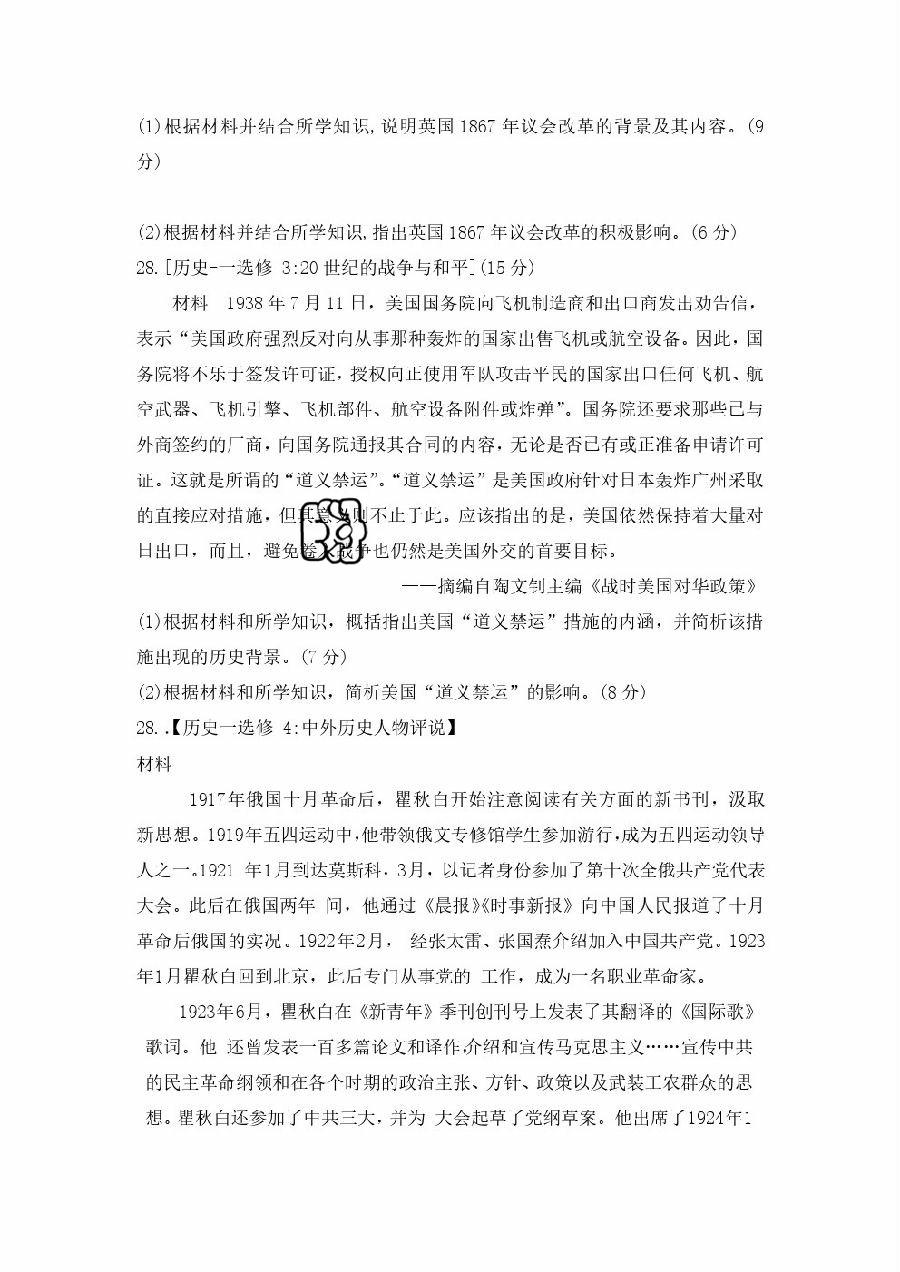 (1)根据材料并结合所学知识,说明英国1867年议会改革的背景及其内容。(9
分)
(2)根据材料并结合所学知识,指出英国1867年议会改革的积极影响。(6分)
28.[历史-一选修 3:20世纪的战争与和平](15分)
材料 1938年7月11日，美国国务院向飞机制造商和出口商发出劝告信，
表示“美国政府强烈反对向从事那种轰炸的国家出售飞机或航空设备。因此，国
务院将不乐于签发许可证，授权向正使用军队攻击平民的国家出口任何飞机、航
空武器、飞机引擎、飞机部件、航空设备附件或炸弹”。国务院还要求那些已与
外商签约的厂商，向国务院通报其合同的内容，无论是否已有或正准备申请许可
证。这就是所谓的“道义禁运”。“道义禁运”是美国政府针对日本轰炸广州采取
的直接应对措施，但其意义则不止于此。应该指出的是，美国依然保持着大量对
日出口，而且，避免卷入战争也仍然是美国外交的首要目标。
——摘编自陶文钊主编《战时美国对华政策》
(1)根据材料和所学知识，概括指出美国“道义禁运”措施的内涵，并简析该措
施出现的历史背景。(7分)
(2)根据材料和所学知识，简析美国“道义禁运”的影响。(8分)
28..【历史一选修 4:中外历史人物评说】
材料
1917年俄国十月革命后，瞿秋白开始注意阅读有关方面的新书刊，汲取
新思想。1919年五四运动中,他带领俄文专修馆学生参加游行,成为五四运动领导
人之一。1921 年1月到达莫斯科．3月，以记者身份参加了第十次全俄共产党代表
大会。此后在俄国两年 间，他通过《晨报》《时事新报》向中国人民报道了十月
革命后俄国的实况。1922年2月， 经张太雷、张国焘介绍加入中国共产党。1923
年1月瞿秋白回到北京，此后专门从事党的 工作，成为一名职业革命家。
1923年6月，瞿秋白在《新青年》季刊创刊号上发表了其翻译的《国际歌》
歌词。他 还曾发表一百多篇论文和译作,介绍和宣传马克思主义……宣传中共
的民主革命纲领和在各个时期的政治主张、方针、政策以及武装工农群众的思
想。瞿秋白还参加了中共三大，并为 大会起草了党纲草案。他出席了1924年1